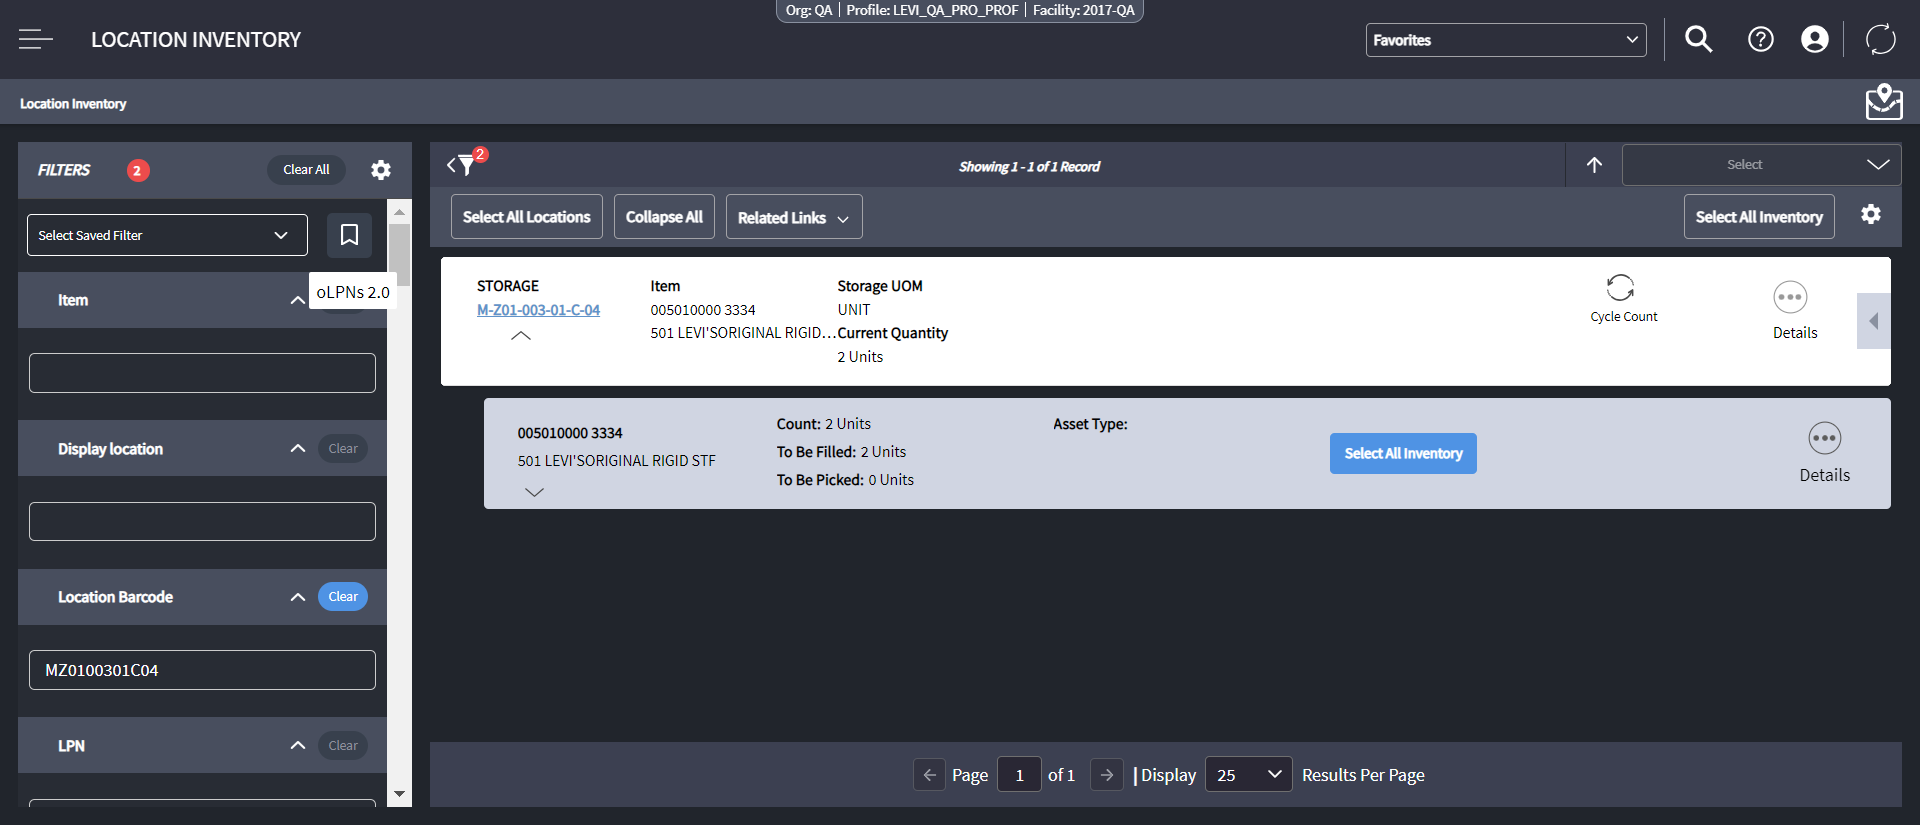 Org: QA | Profile: LEVI_QA_PRO_PROF | Facility: 2017-QA
LOCATION INVENTORY
Favorites
Location Inventory
FILTERS 2 Clear All
2
Showing 1 - 1 of 1 Record
Select
Select Saved Filter
Select All Locations
Collapse All
Related Links
Select All Inventory
oLPNs 2.0
Item
Display location Clear
Location Barcode Clear
MZ0100301C04
LPN Clear
STORAGE
M-Z01-003-01-C-04
Item
005010000 3334
501 LEVI'SORIGINAL RIGID...
Storage UOM
UNIT
Current Quantity
2 Units
Cycle Count
Details
005010000 3334
501 LEVI'SORIGINAL RIGID STF
Count: 2 Units
To Be Filled: 2 Units
To Be Picked: 0 Units
Asset Type:
Select All Inventory
Details
Page 1 of 1 | Display 25 Results Per Page